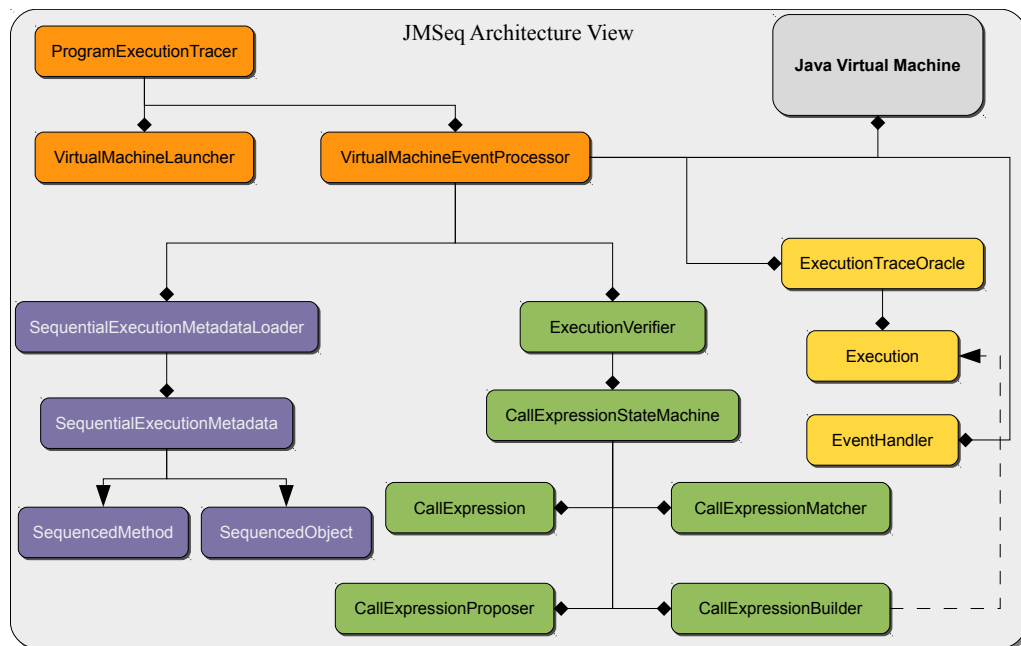 JMSeq Architecture View
ProgramExecutionTracer
Java Virtual Machine
VirtualMachineLauncher
VirtualMachineEventProcessor
ExecutionTraceOracle
SequentialExecutionMetadataLoader
ExecutionVerifier
Execution
SequentialExecutionMetadata
CallExpressionStateMachine
EventHandler
CallExpression
CallExpressionMatcher
SequencedMethod
SequencedObject
CallExpressionProposer
CallExpressionBuilder